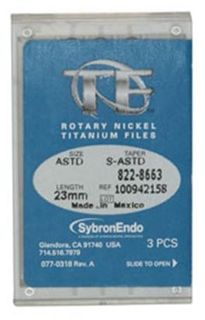 TF
ROTARY NICKEL
TITANIUM FILES
SIZE TAPER
ASTD S-ASTD
822-8663
LENGTH REF 100942158
23mm LOT
Made in Mexico
SybronEndo
Glendora, CA 91740 USA
714.516.7979
3 PCS
077-0318 Rev. A
SLIDE TO OPEN